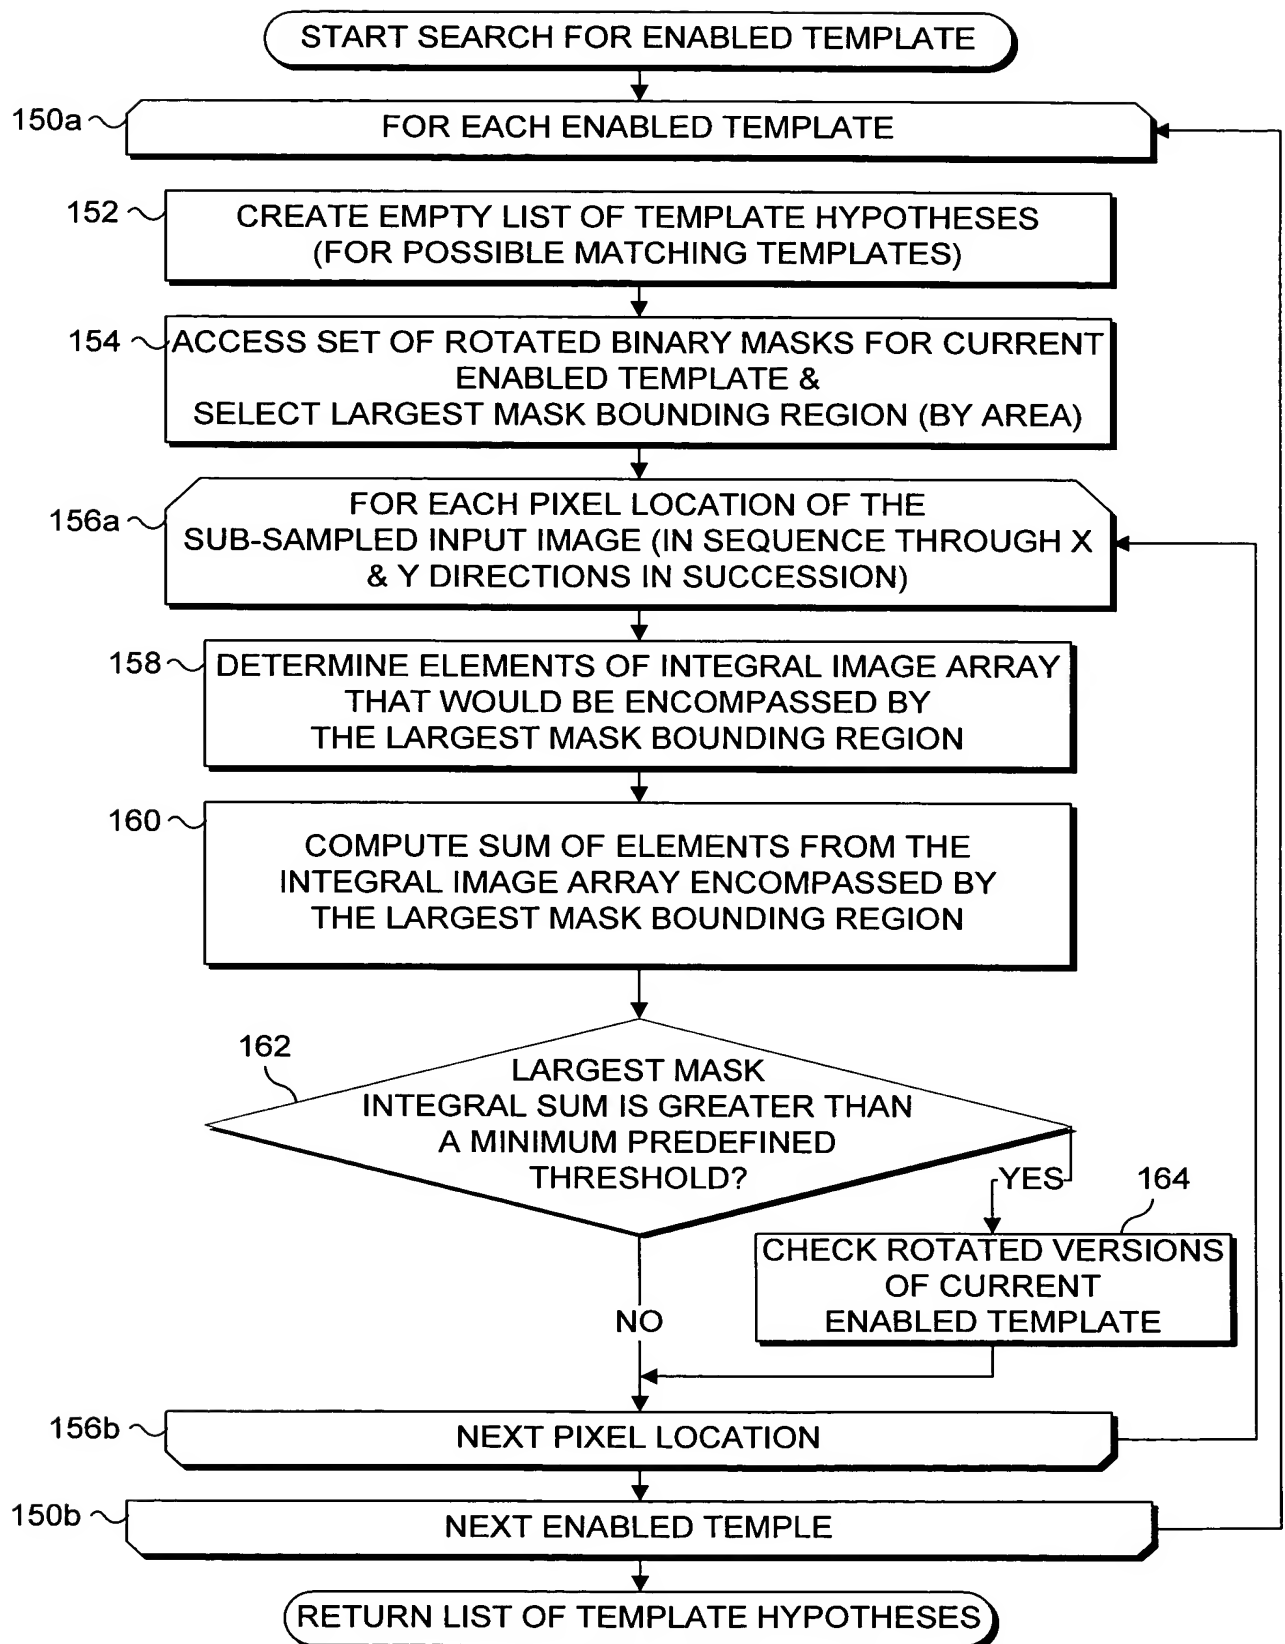 START SEARCH FOR ENABLED TEMPLATE
150a
FOR EACH ENABLED TEMPLATE
152
CREATE EMPTY LIST OF TEMPLATE HYPOTHESES
(FOR POSSIBLE MATCHING TEMPLATES)
154
ACCESS SET OF ROTATED BINARY MASKS FOR CURRENT
ENABLED TEMPLATE &
SELECT LARGEST MASK BOUNDING REGION (BY AREA)
156a
FOR EACH PIXEL LOCATION OF THE
SUB-SAMPLED INPUT IMAGE (IN SEQUENCE THROUGH X
& Y DIRECTIONS IN SUCCESSION)
158
DETERMINE ELEMENTS OF INTEGRAL IMAGE ARRAY
THAT WOULD BE ENCOMPASSED BY
THE LARGEST MASK BOUNDING REGION
160
COMPUTE SUM OF ELEMENTS FROM THE
INTEGRAL IMAGE ARRAY ENCOMPASSED BY
THE LARGEST MASK BOUNDING REGION
162
LARGEST MASK
INTEGRAL SUM IS GREATER THAN
A MINIMUM PREDEFINED
THRESHOLD?
YES
164
CHECK ROTATED VERSIONS
OF CURRENT
ENABLED TEMPLATE
NO
156b
NEXT PIXEL LOCATION
150b
NEXT ENABLED TEMPLE
RETURN LIST OF TEMPLATE HYPOTHESES